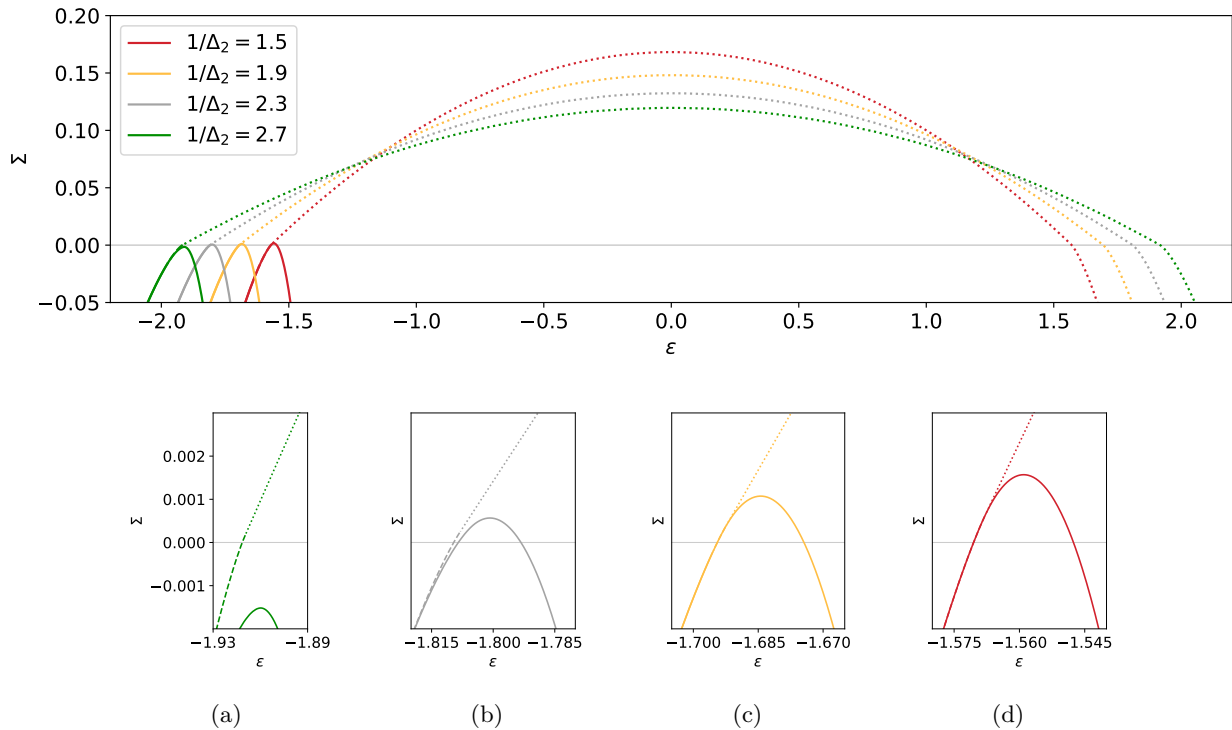 0.20
0.15
0.10
0.05
0.00
−0.05
Σ
1/Δ₂ = 1.5
1/Δ₂ = 1.9
1/Δ₂ = 2.3
1/Δ₂ = 2.7
−2.0 −1.5 −1.0 −0.5 0.0 0.5 1.0 1.5 2.0
ε
0.002
0.001
0.000
−0.001
Σ
−1.93 −1.89
ε
Σ
−1.815 −1.800 −1.785
ε
Σ
−1.700 −1.685 −1.670
ε
Σ
−1.575 −1.560 −1.545
ε
(a) (b) (c) (d)